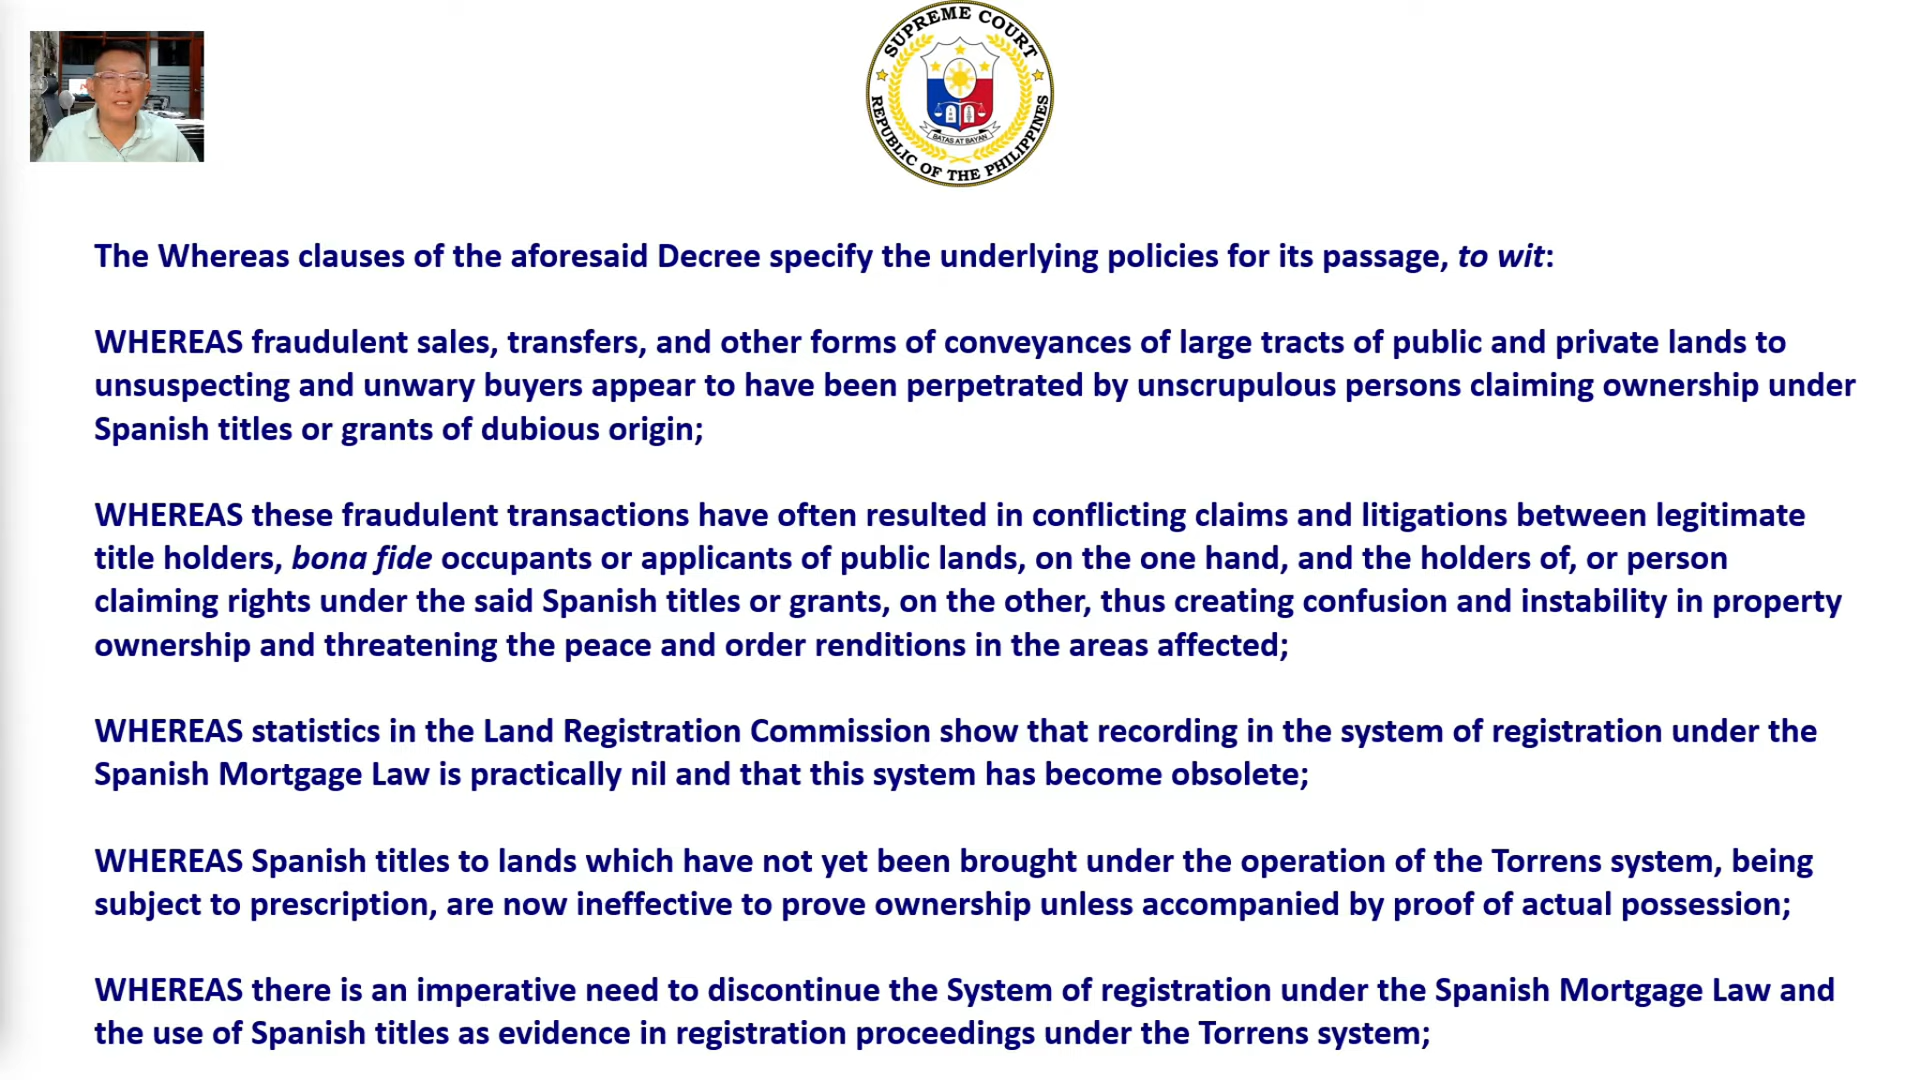 SUPREME COURT
BATAS AT BAYAN
REPUBLIC OF THE PHILIPPINES
The Whereas clauses of the aforesaid Decree specify the underlying policies for its passage, to wit:
WHEREAS fraudulent sales, transfers, and other forms of conveyances of large tracts of public and private lands to
unsuspecting and unwary buyers appear to have been perpetrated by unscrupulous persons claiming ownership under
Spanish titles or grants of dubious origin;
WHEREAS these fraudulent transactions have often resulted in conflicting claims and litigations between legitimate
title holders, bona fide occupants or applicants of public lands, on the one hand, and the holders of, or person
claiming rights under the said Spanish titles or grants, on the other, thus creating confusion and instability in property
ownership and threatening the peace and order renditions in the areas affected;
WHEREAS statistics in the Land Registration Commission show that recording in the system of registration under the
Spanish Mortgage Law is practically nil and that this system has become obsolete;
WHEREAS Spanish titles to lands which have not yet been brought under the operation of the Torrens system, being
subject to prescription, are now ineffective to prove ownership unless accompanied by proof of actual possession;
WHEREAS there is an imperative need to discontinue the System of registration under the Spanish Mortgage Law and
the use of Spanish titles as evidence in registration proceedings under the Torrens system;